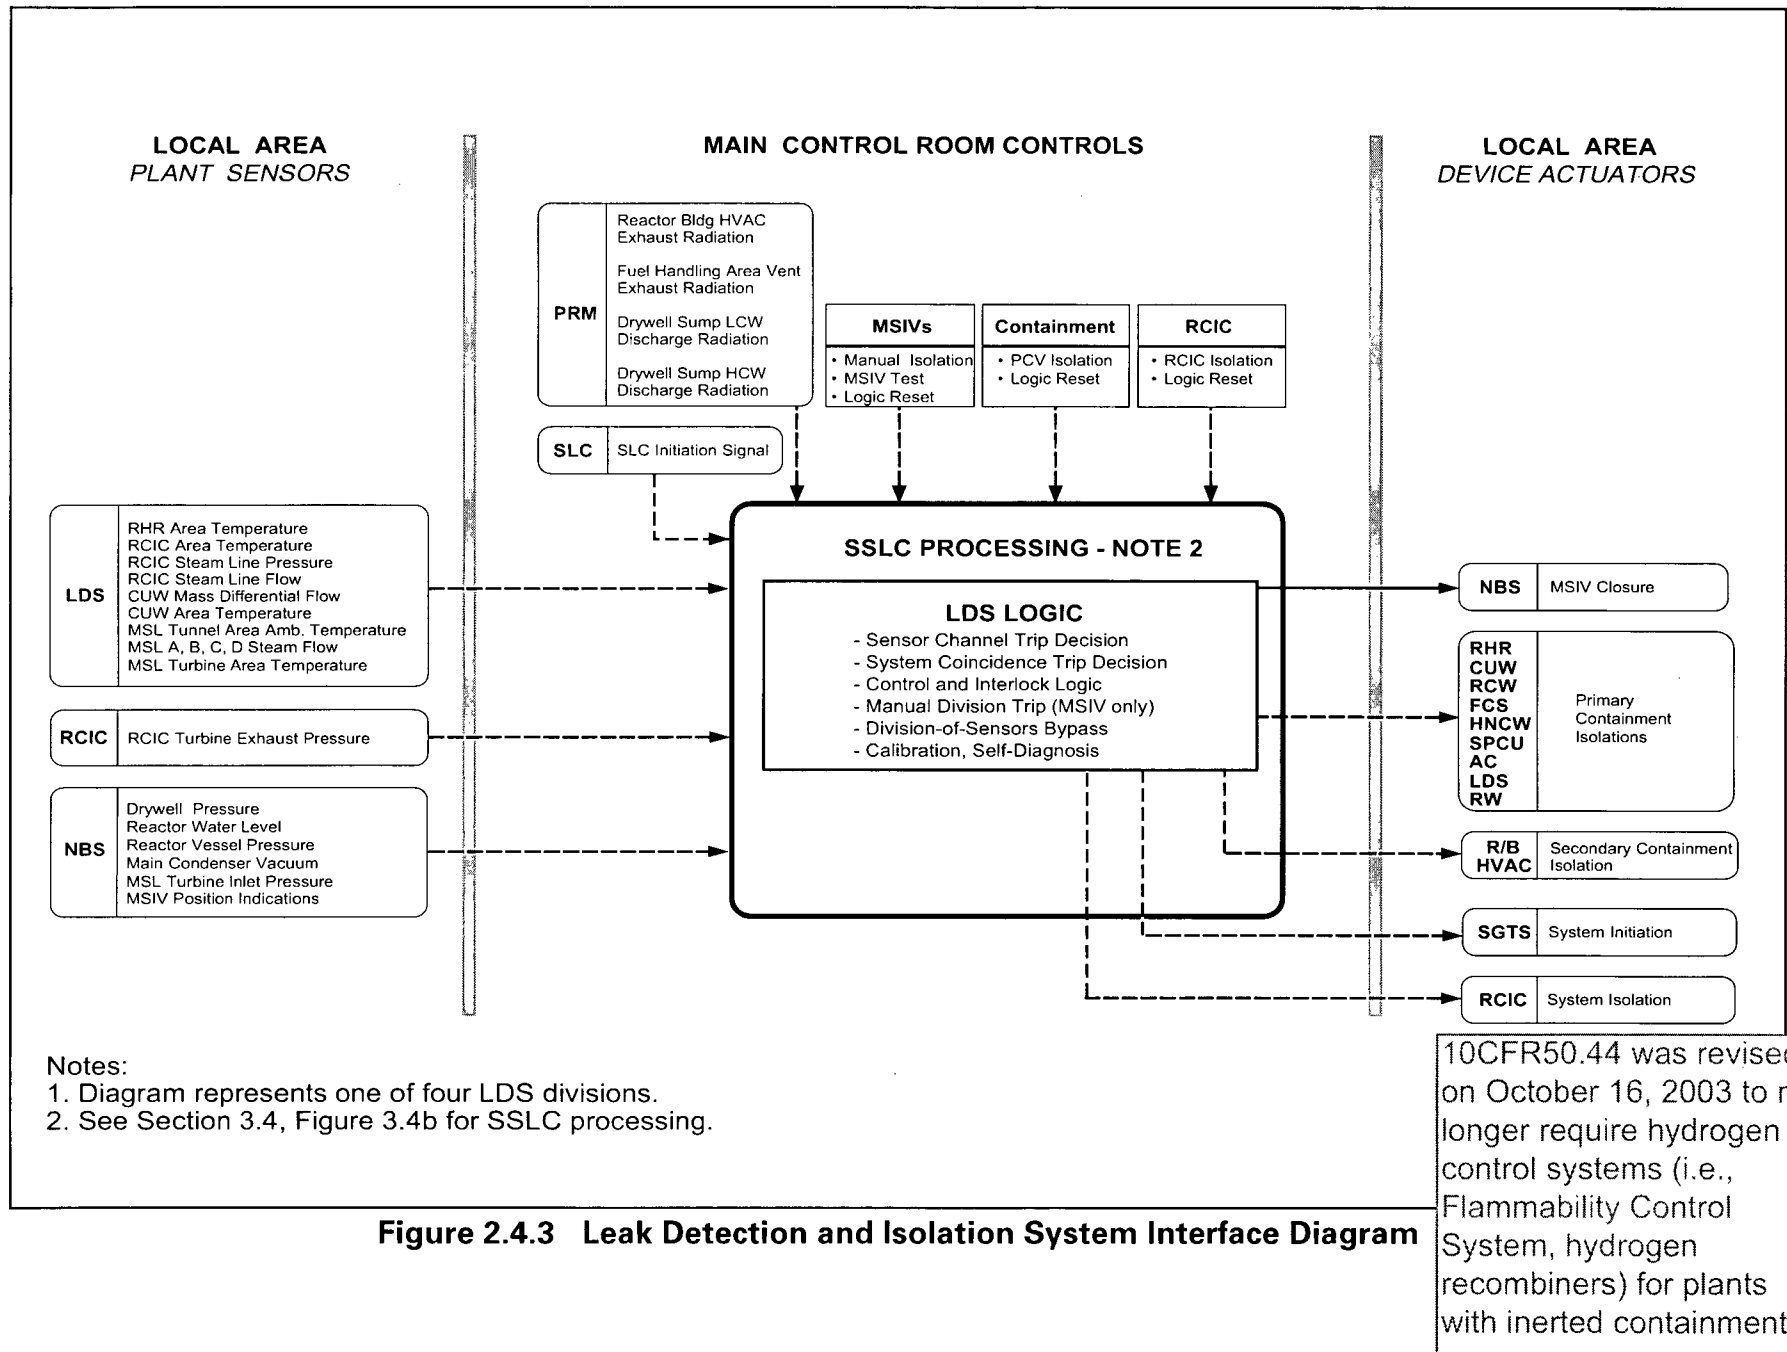 LOCAL AREA
PLANT SENSORS
MAIN CONTROL ROOM CONTROLS
LOCAL AREA
DEVICE ACTUATORS
PRM
Reactor Bldg HVAC
Exhaust Radiation
Fuel Handling Area Vent
Exhaust Radiation
Drywell Sump LCW
Discharge Radiation
Drywell Sump HCW
Discharge Radiation
MSIVs
• Manual Isolation
• MSIV Test
• Logic Reset
Containment
• PCV Isolation
• Logic Reset
RCIC
• RCIC Isolation
• Logic Reset
SLC
SLC Initiation Signal
LDS
RHR Area Temperature
RCIC Area Temperature
RCIC Steam Line Pressure
RCIC Steam Line Flow
CUW Mass Differential Flow
CUW Area Temperature
MSL Tunnel Area Amb. Temperature
MSL A, B, C, D Steam Flow
MSL Turbine Area Temperature
RCIC
RCIC Turbine Exhaust Pressure
NBS
Drywell Pressure
Reactor Water Level
Reactor Vessel Pressure
Main Condenser Vacuum
MSL Turbine Inlet Pressure
MSIV Position Indications
SSLC PROCESSING - NOTE 2
LDS LOGIC
- Sensor Channel Trip Decision
- System Coincidence Trip Decision
- Control and Interlock Logic
- Manual Division Trip (MSIV only)
- Division-of-Sensors Bypass
- Calibration, Self-Diagnosis
NBS
MSIV Closure
RHR
CUW
RCW
FCS
HNCW
SPCU
AC
LDS
RW
Primary
Containment
Isolations
R/B
HVAC
Secondary Containment
Isolation
SGTS
System Initiation
RCIC
System Isolation
Notes:
1. Diagram represents one of four LDS divisions.
2. See Section 3.4, Figure 3.4b for SSLC processing.
10CFR50.44 was revised
on October 16, 2003 to
longer require hydrogen
control systems (i.e.,
Flammability Control
System, hydrogen
recombiners) for plants
with inerted containment
Figure 2.4.3 Leak Detection and Isolation System Interface Diagram